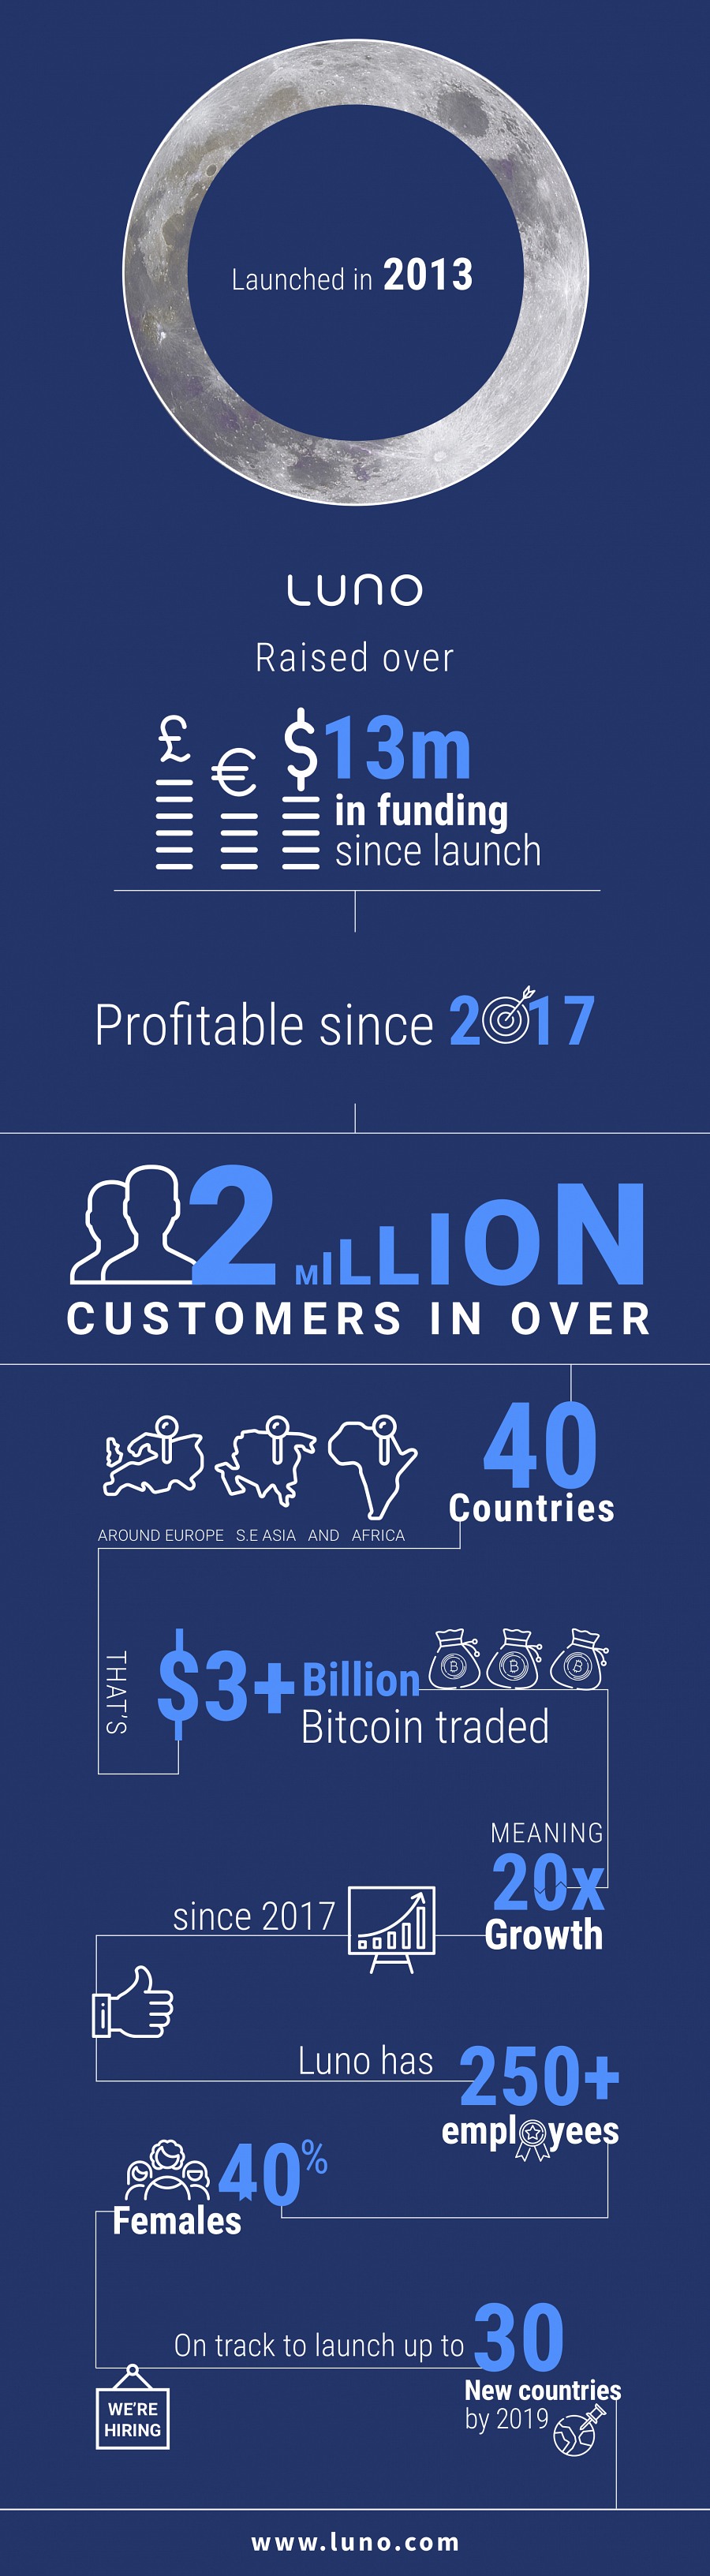 Launched in 2013
LUNO
Raised over
£ € $13m
in funding
since launch
Profitable since 2017
2 MILLION
CUSTOMERS IN OVER
40
Countries
AROUND EUROPE S.E ASIA AND AFRICA
THAT'S
$3+ Billion
Bitcoin traded
MEANING
20x
Growth
since 2017
Luno has 250+
employees
40%
Females
On track to launch up to 30
New countries
by 2019
WE'RE
HIRING
www.luno.com